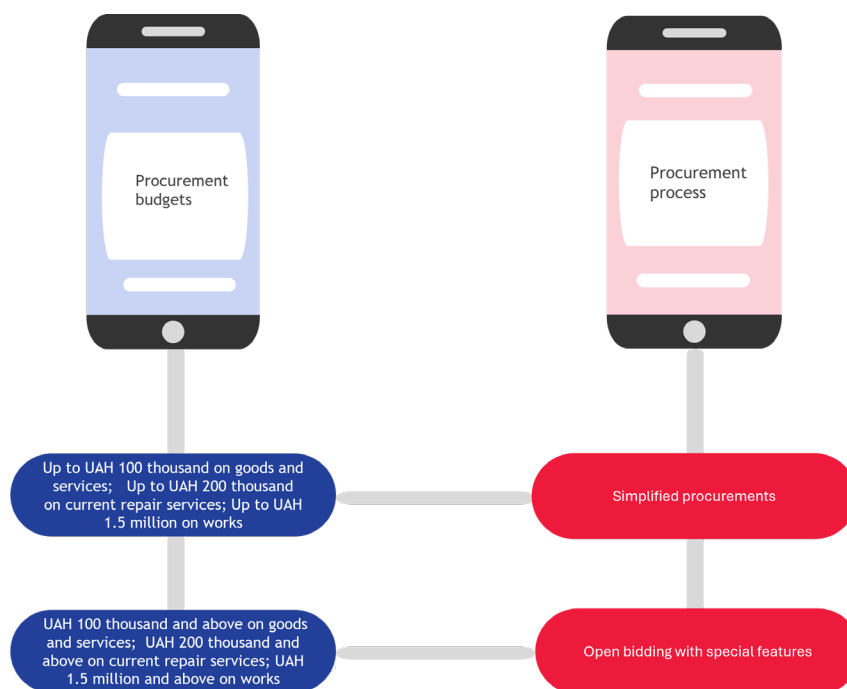 Procurement
budgets
Procurement
process
Up to UAH 100 thousand on goods and
services;   Up to UAH 200 thousand
on current repair services; Up to UAH
1.5 million on works
Simplified procurements
UAH 100 thousand and above on goods
and services;  UAH 200 thousand and
above on current repair services; UAH
1.5 million and above on works
Open bidding with special features